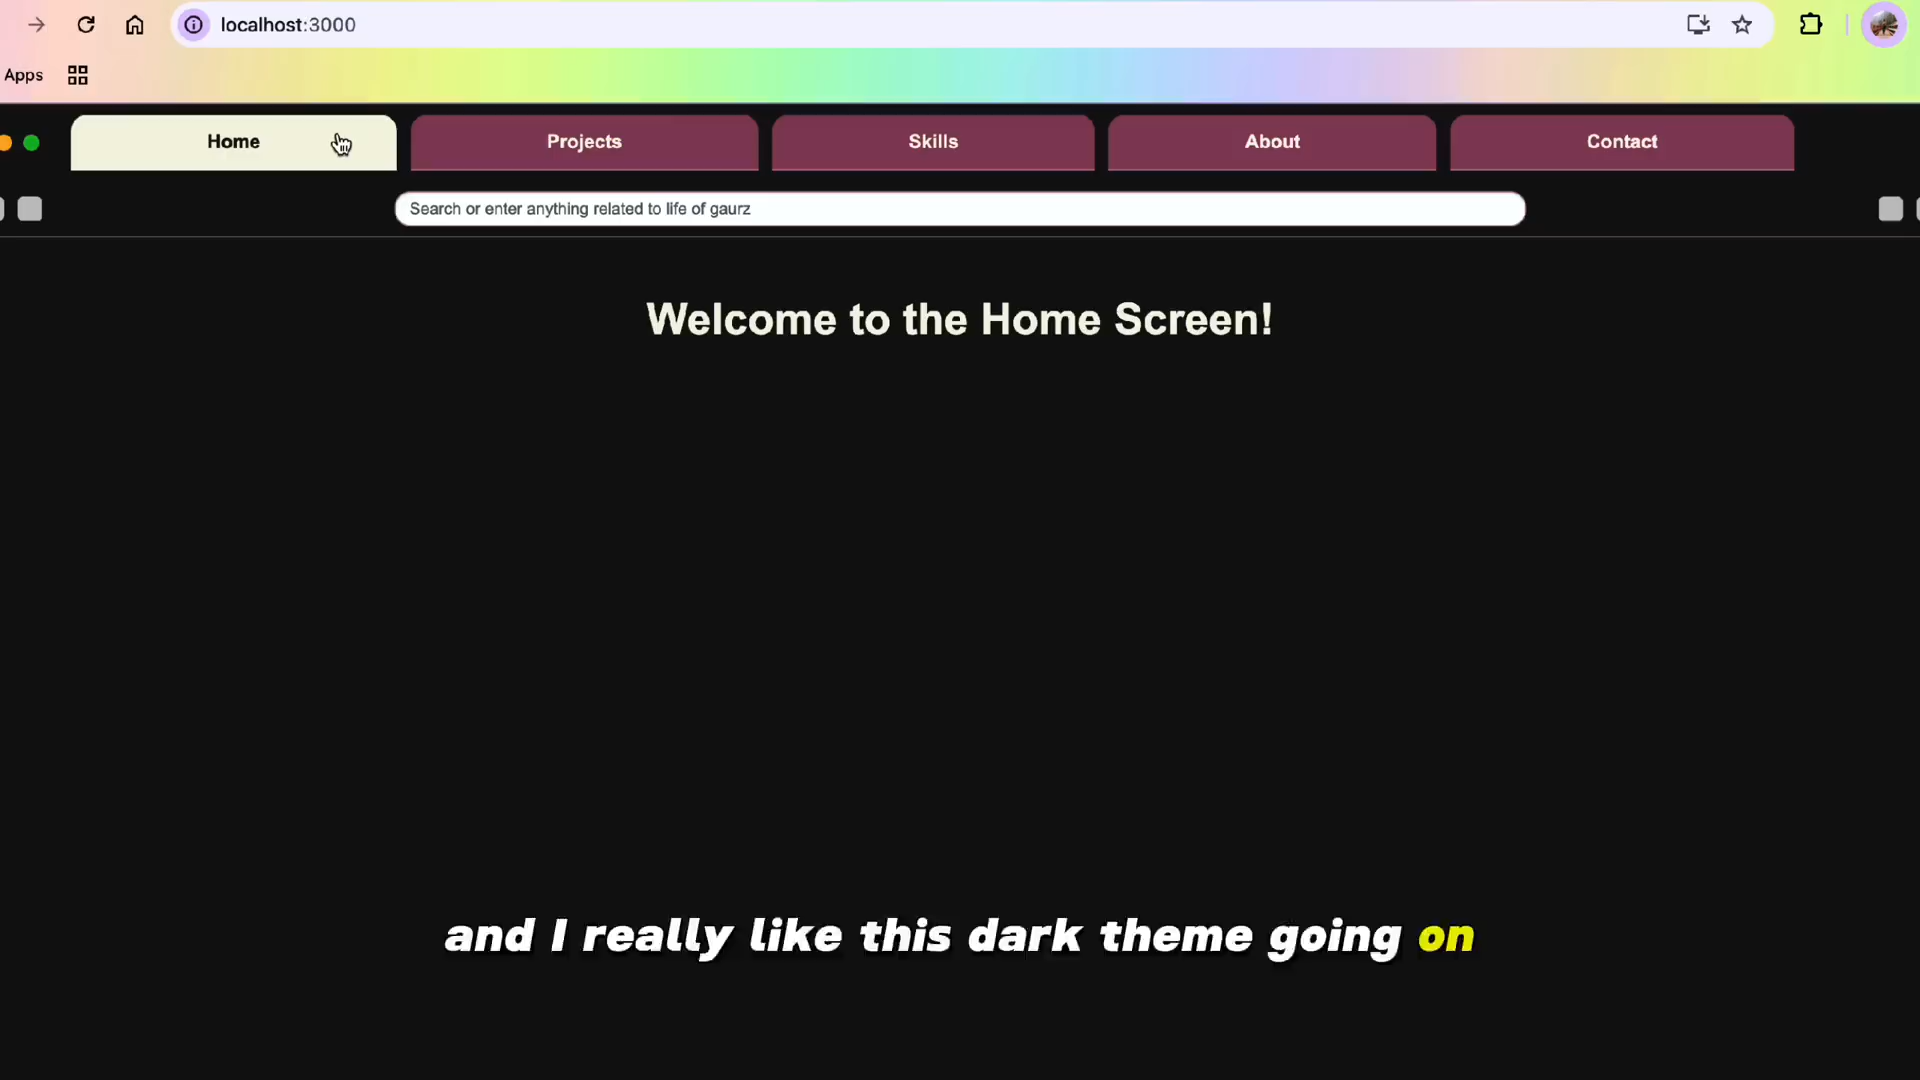 localhost:3000
Apps
Home Projects Skills About Contact
Search or enter anything related to life of gaurz
Welcome to the Home Screen!
and I really like this dark theme going on